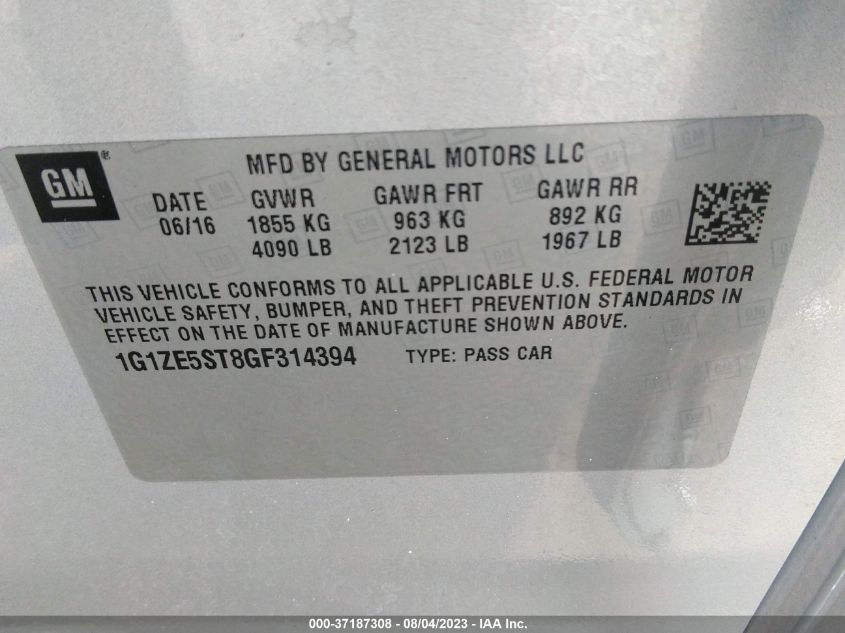 GM®
MFD BY GENERAL MOTORS LLC
DATE GVWR GAWR FRT GAWR RR
06/16 1855 KG 963 KG 892 KG
4090 LB 2123 LB 1967 LB
THIS VEHICLE CONFORMS TO ALL APPLICABLE U.S. FEDERAL MOTOR
VEHICLE SAFETY, BUMPER, AND THEFT PREVENTION STANDARDS IN
EFFECT ON THE DATE OF MANUFACTURE SHOWN ABOVE.
1G1ZE5ST8GF314394 TYPE: PASS CAR
000-37187308 - 08/04/2023 - IAA Inc.